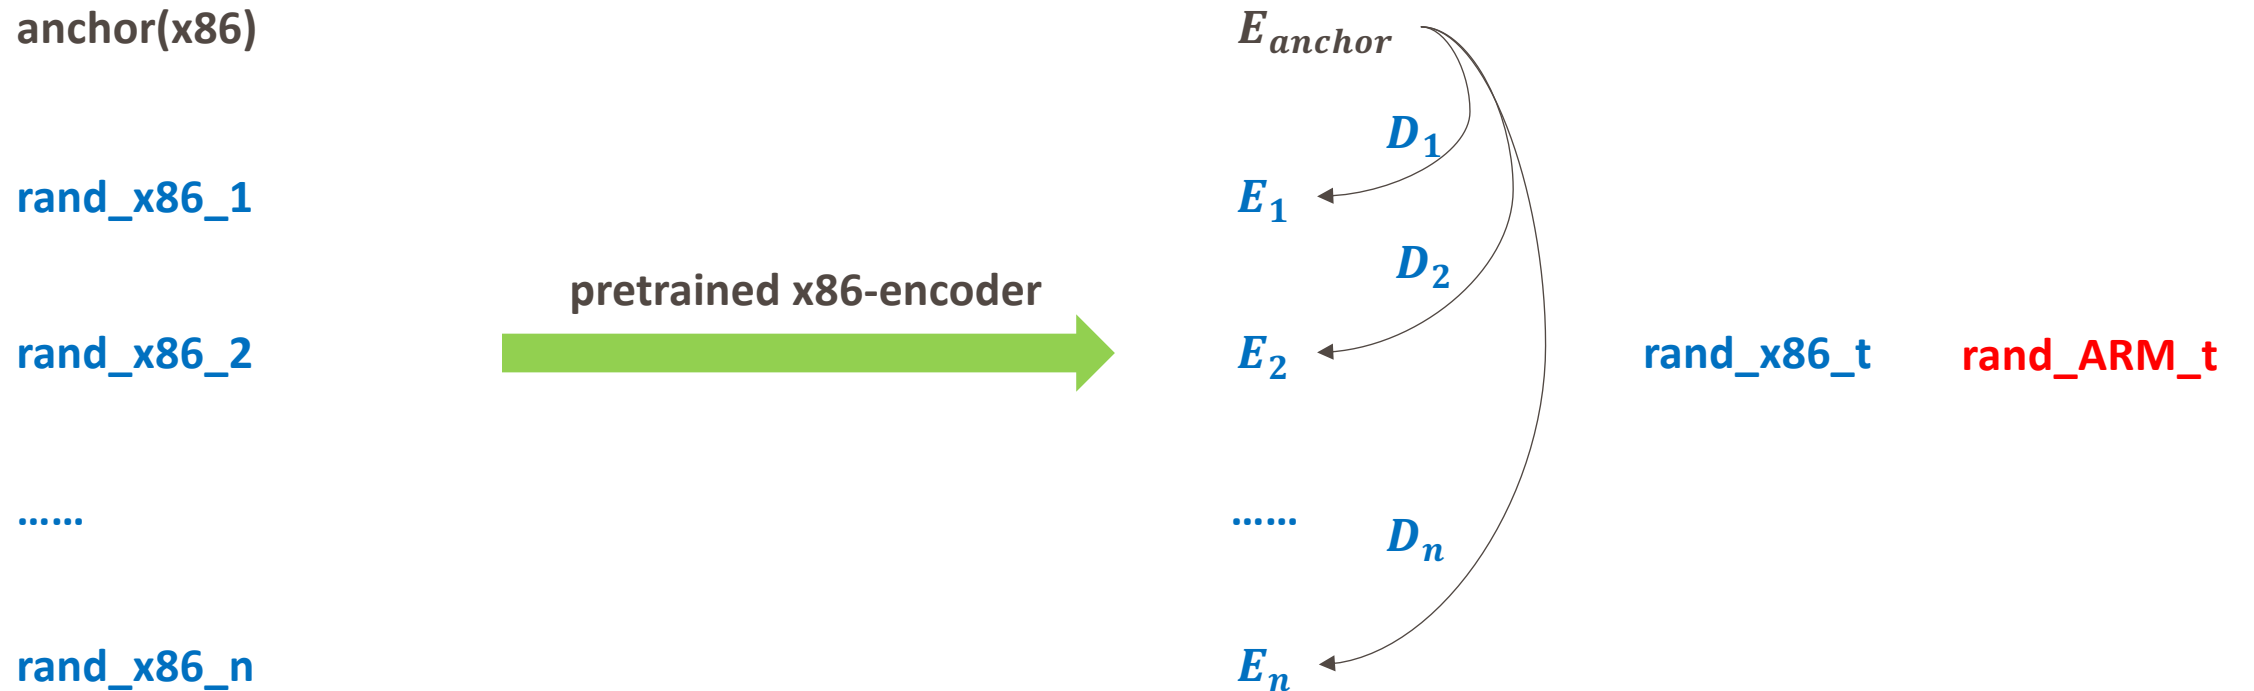 anchor(x86)
E_anchor
D_1
rand_x86_1
E_1
D_2
pretrained x86-encoder
rand_x86_2
E_2
rand_x86_t
rand_ARM_t
......
......
D_n
rand_x86_n
E_n